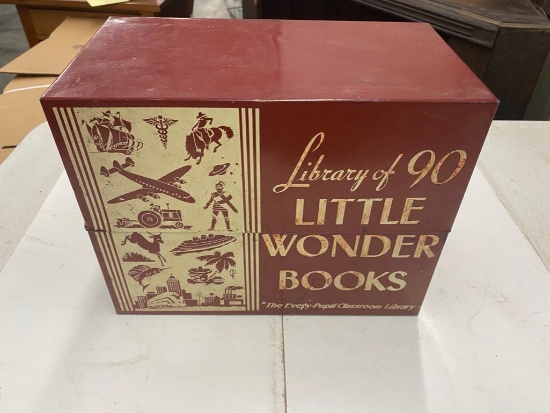 Library of 90
LITTLE
WONDER
BOOKS
"The Every-Pupil Classroom Library